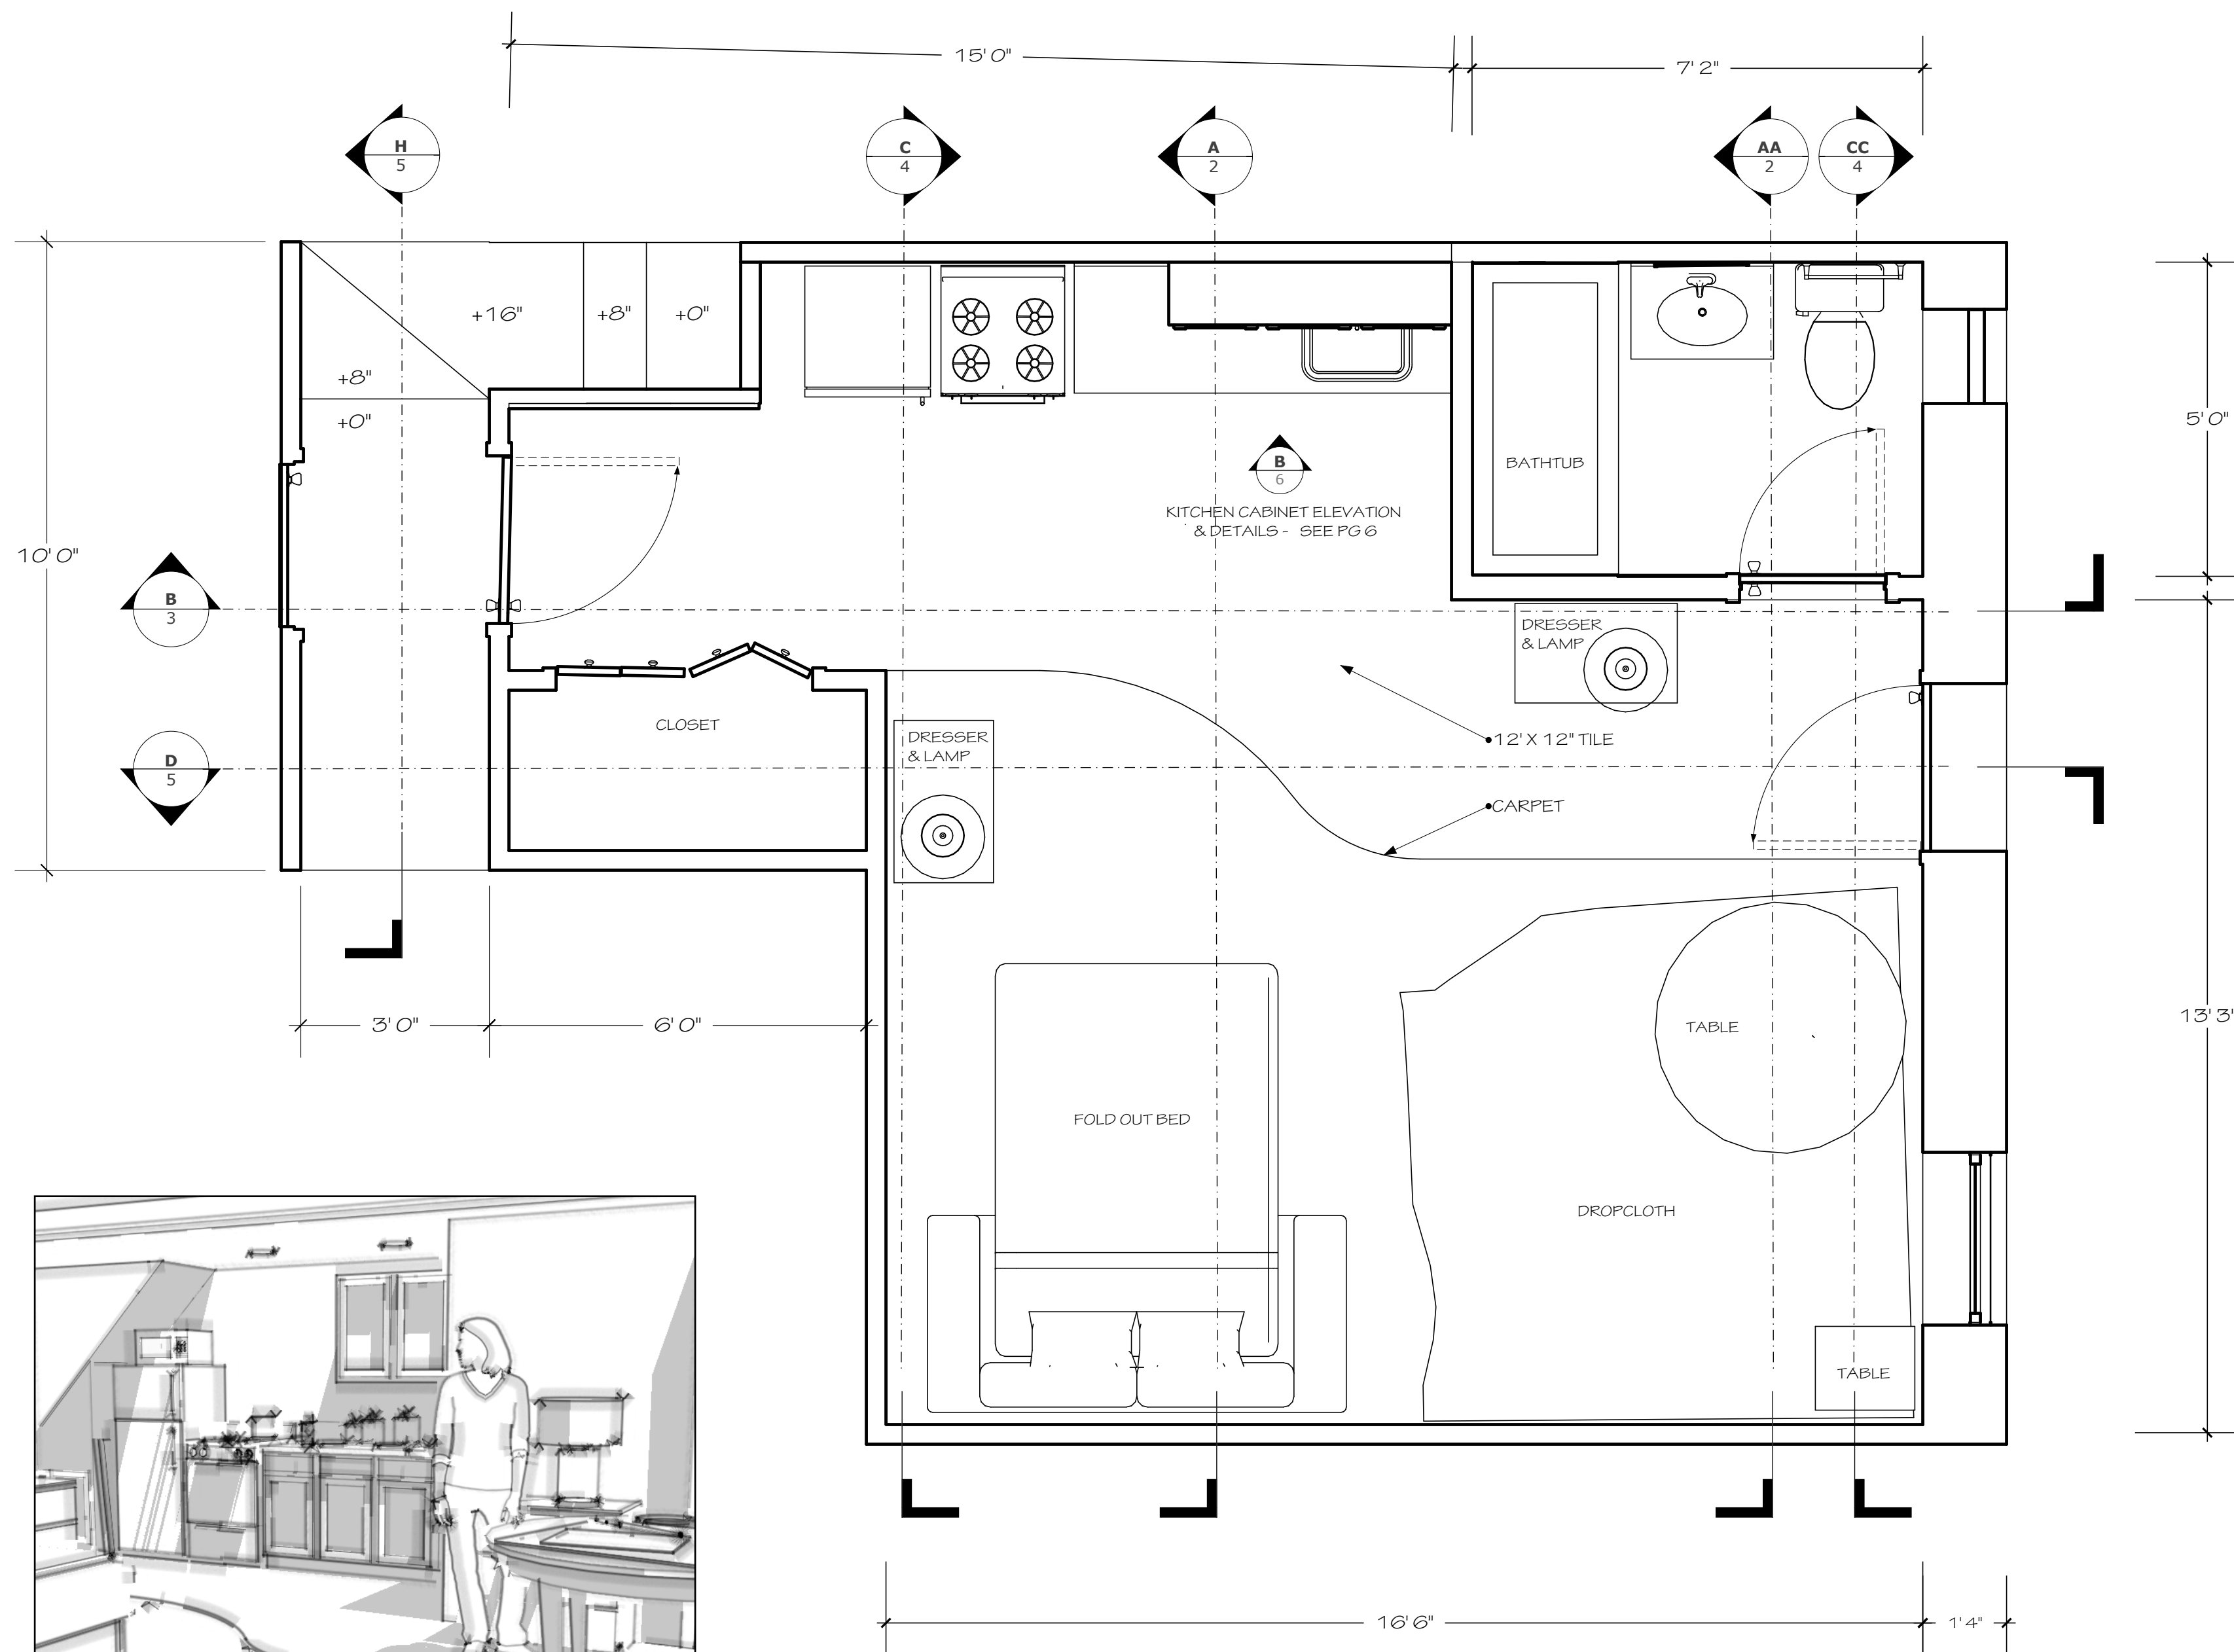 15'0"
7'2"
H
5
C
4
A
2
AA
2
CC
4
+16"
+8"
+0"
+8"
+0"
5'0"
BATHTUB
B
6
KITCHEN CABINET ELEVATION
& DETAILS - SEE PG 6
10'0"
B
3
DRESSER
& LAMP
CLOSET
DRESSER
& LAMP
12' X 12" TILE
D
5
CARPET
3'0"
6'0"
TABLE
13'3"
FOLD OUT BED
DROPCLOTH
TABLE
16'6"
1'4"